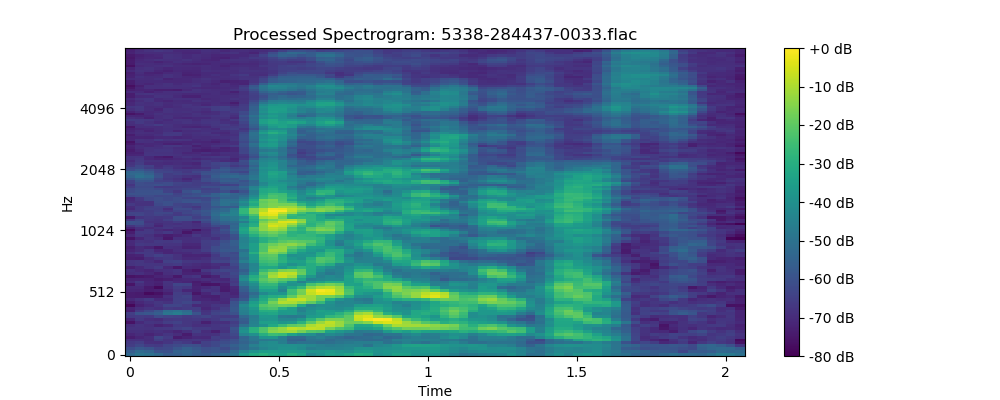 Processed Spectrogram: 5338-284437-0033.flac
Hz
4096
2048
1024
512
0
0
0.5
1
1.5
2
Time
+0 dB
-10 dB
-20 dB
-30 dB
-40 dB
-50 dB
-60 dB
-70 dB
-80 dB